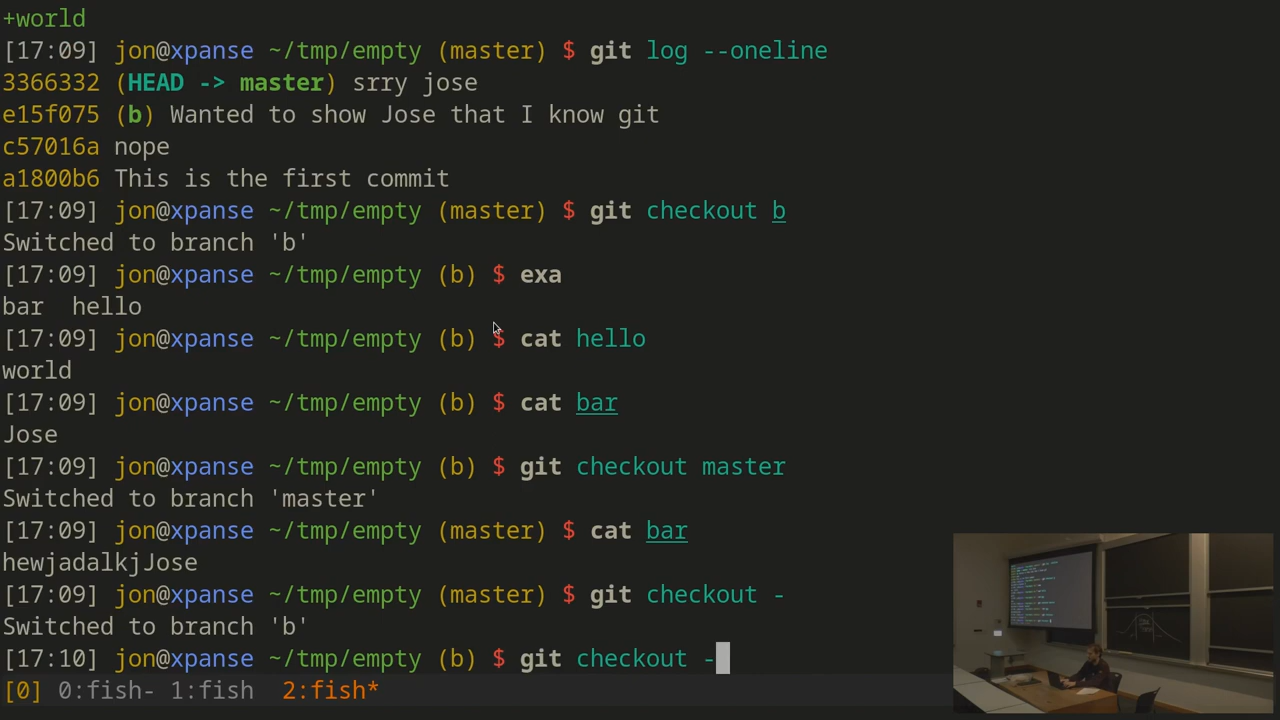 +world
[17:09] jon@xpanse ~/tmp/empty (master) $ git log --oneline
3366332 (HEAD -> master) srry jose
e15f075 (b) Wanted to show Jose that I know git
c57016a nope
a1800b6 This is the first commit
[17:09] jon@xpanse ~/tmp/empty (master) $ git checkout b
Switched to branch 'b'
[17:09] jon@xpanse ~/tmp/empty (b) $ exa
bar  hello
[17:09] jon@xpanse ~/tmp/empty (b) $ cat hello
world
[17:09] jon@xpanse ~/tmp/empty (b) $ cat bar
Jose
[17:09] jon@xpanse ~/tmp/empty (b) $ git checkout master
Switched to branch 'master'
[17:09] jon@xpanse ~/tmp/empty (master) $ cat bar
hewjadalkjJose
[17:09] jon@xpanse ~/tmp/empty (master) $ git checkout -
Switched to branch 'b'
[17:10] jon@xpanse ~/tmp/empty (b) $ git checkout -
[0] 0:fish- 1:fish  2:fish*